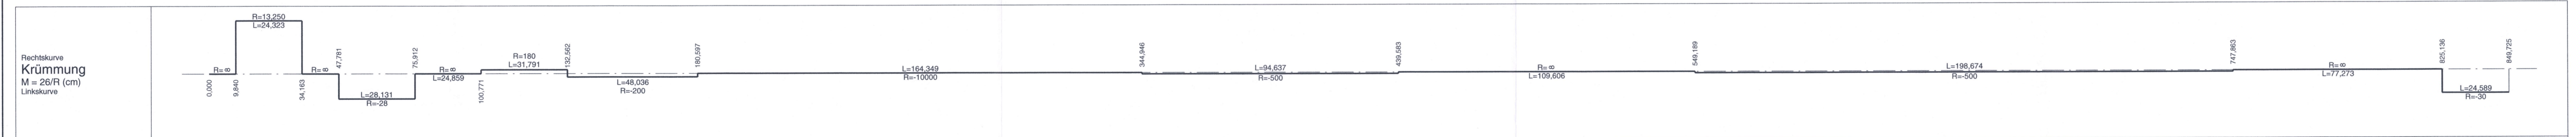 Rechtskurve
Krümmung
M = 26/R (cm)
Linkskurve
0,000
R=∞
9,840
R=13,250
L=24,323
34,163
R=∞
47,781
L=28,131
R=-28
75,912
R=∞
L=24,859
100,771
R=180
L=31,791
132,562
L=48,036
R=-200
180,597
L=164,349
R=-10000
344,946
L=94,637
R=-500
439,583
R=∞
L=109,606
549,189
L=198,674
R=-500
747,863
R=∞
L=77,273
825,136
L=24,589
R=-30
849,725